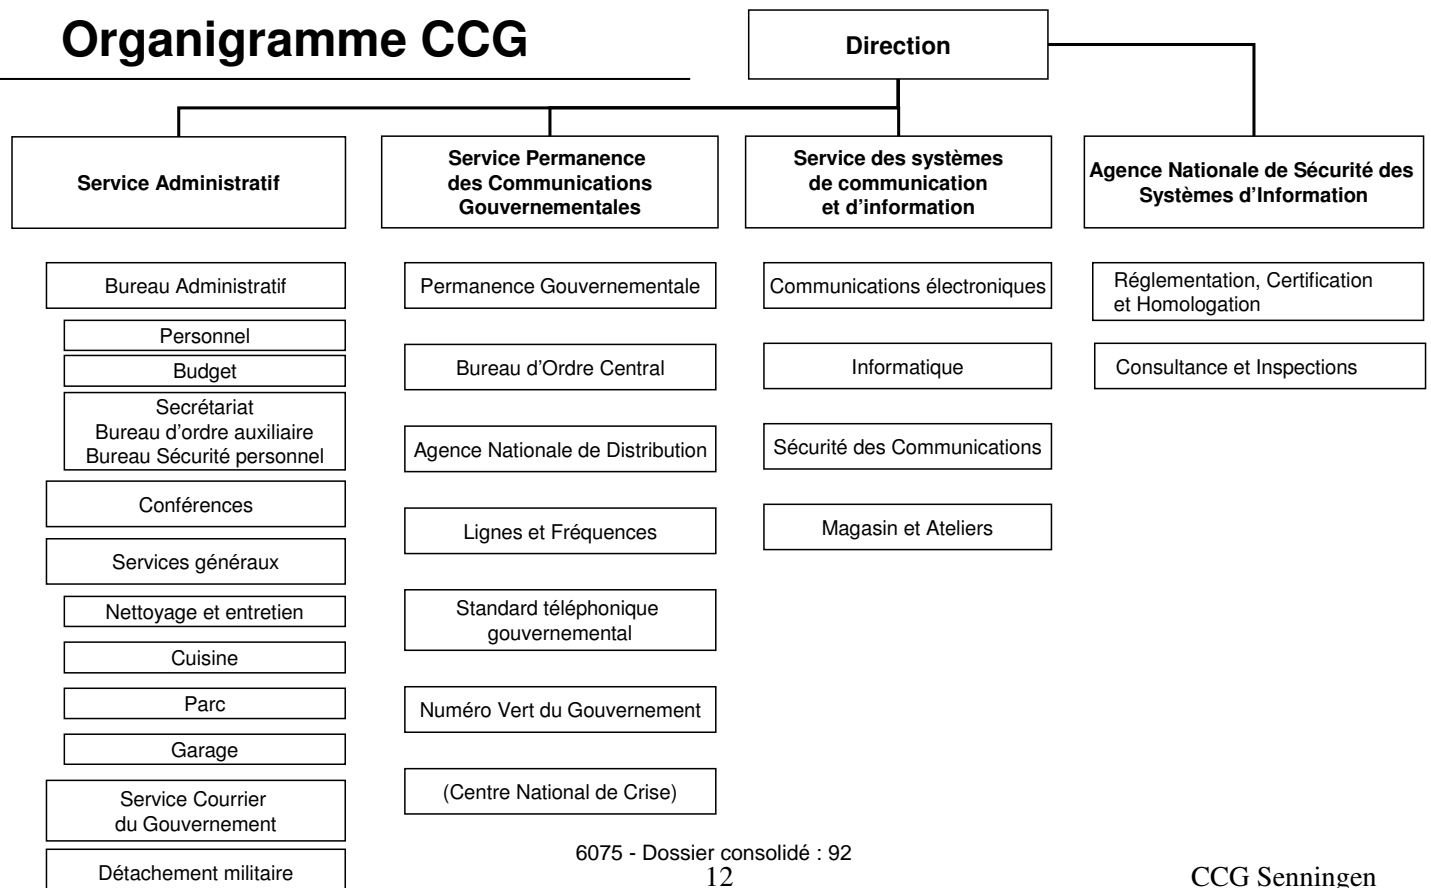 Organigramme CCG
Direction
Service Administratif
Bureau Administratif
Personnel
Budget
Secrétariat
Bureau d'ordre auxiliaire
Bureau Sécurité personnel
Conférences
Services généraux
Nettoyage et entretien
Cuisine
Parc
Garage
Service Courrier
du Gouvernement
Détachement militaire
Service Permanence
des Communications
Gouvernementales
Permanence Gouvernementale
Bureau d'Ordre Central
Agence Nationale de Distribution
Lignes et Fréquences
Standard téléphonique
gouvernemental
Numéro Vert du Gouvernement
(Centre National de Crise)
Service des systèmes
de communication
et d'information
Communications électroniques
Informatique
Sécurité des Communications
Magasin et Ateliers
Agence Nationale de Sécurité des
Systèmes d'Information
Réglementation, Certification
et Homologation
Consultance et Inspections
6075 - Dossier consolidé : 92
12
CCG Senningen